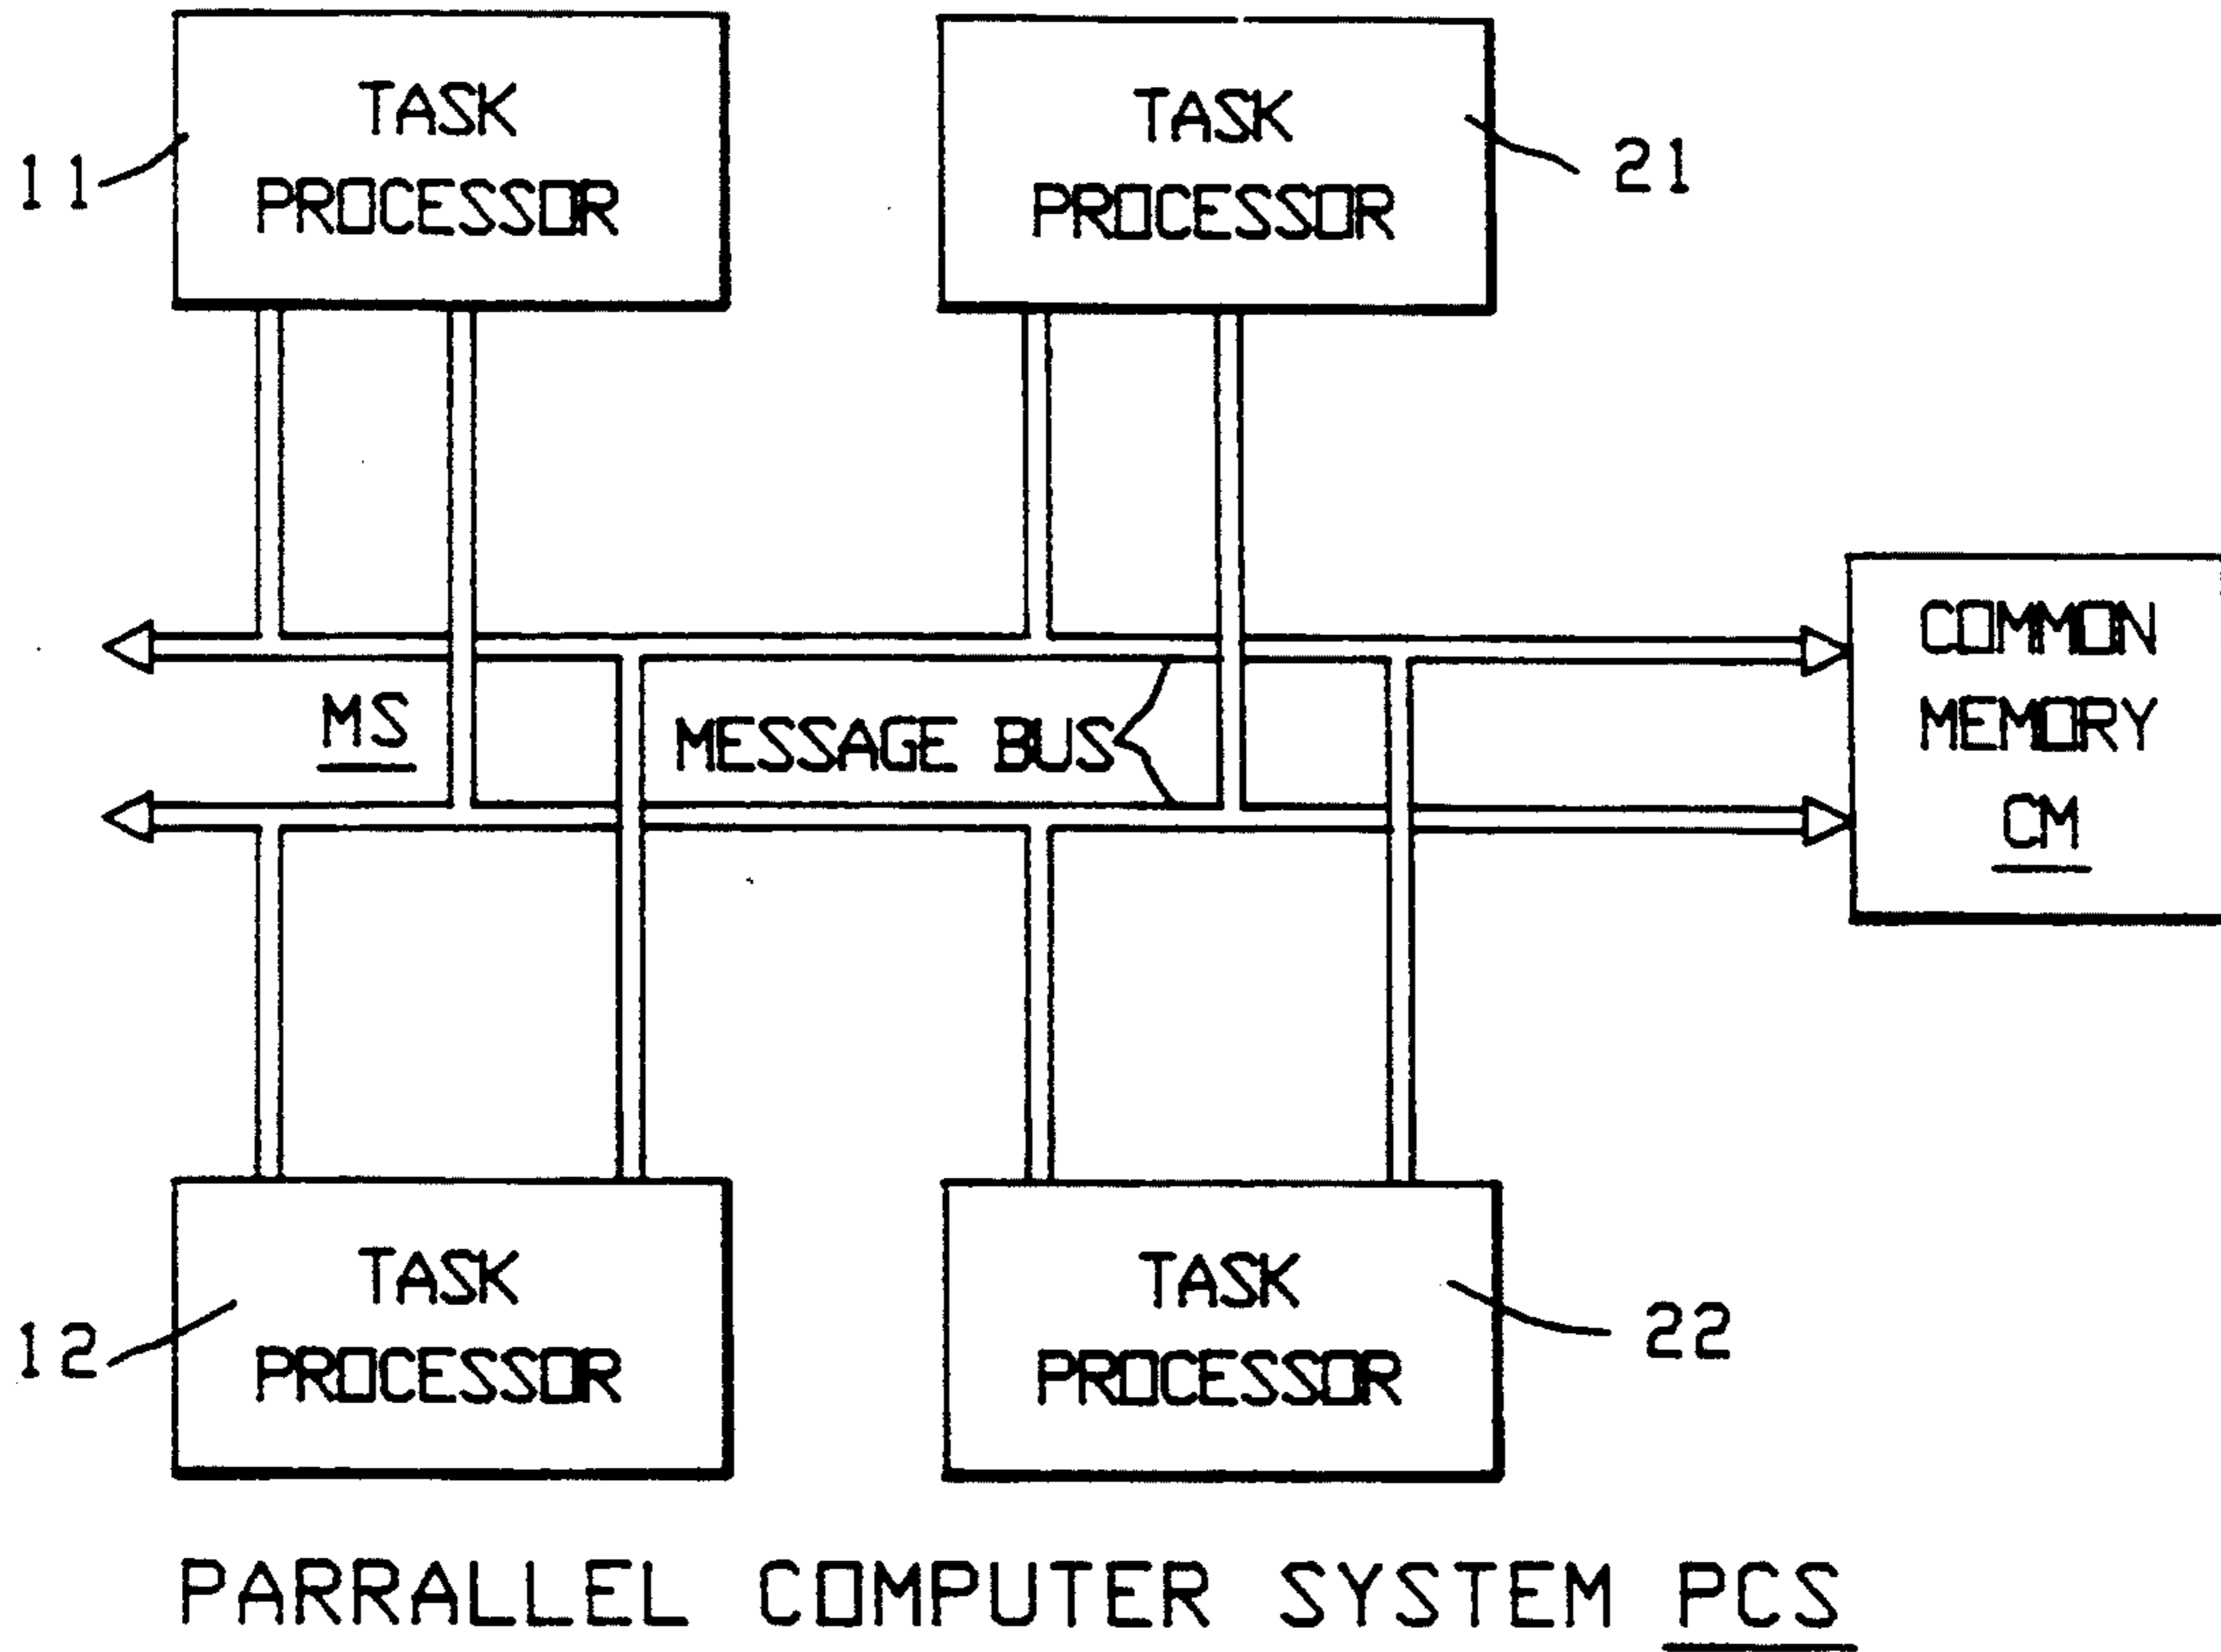 TASK
PROCESSOR
11
TASK
PROCESSOR
21
COMMON
MEMORY
CM
MS
MESSAGE BUS
TASK
PROCESSOR
12
TASK
PROCESSOR
22
PARRALLEL COMPUTER SYSTEM PCS